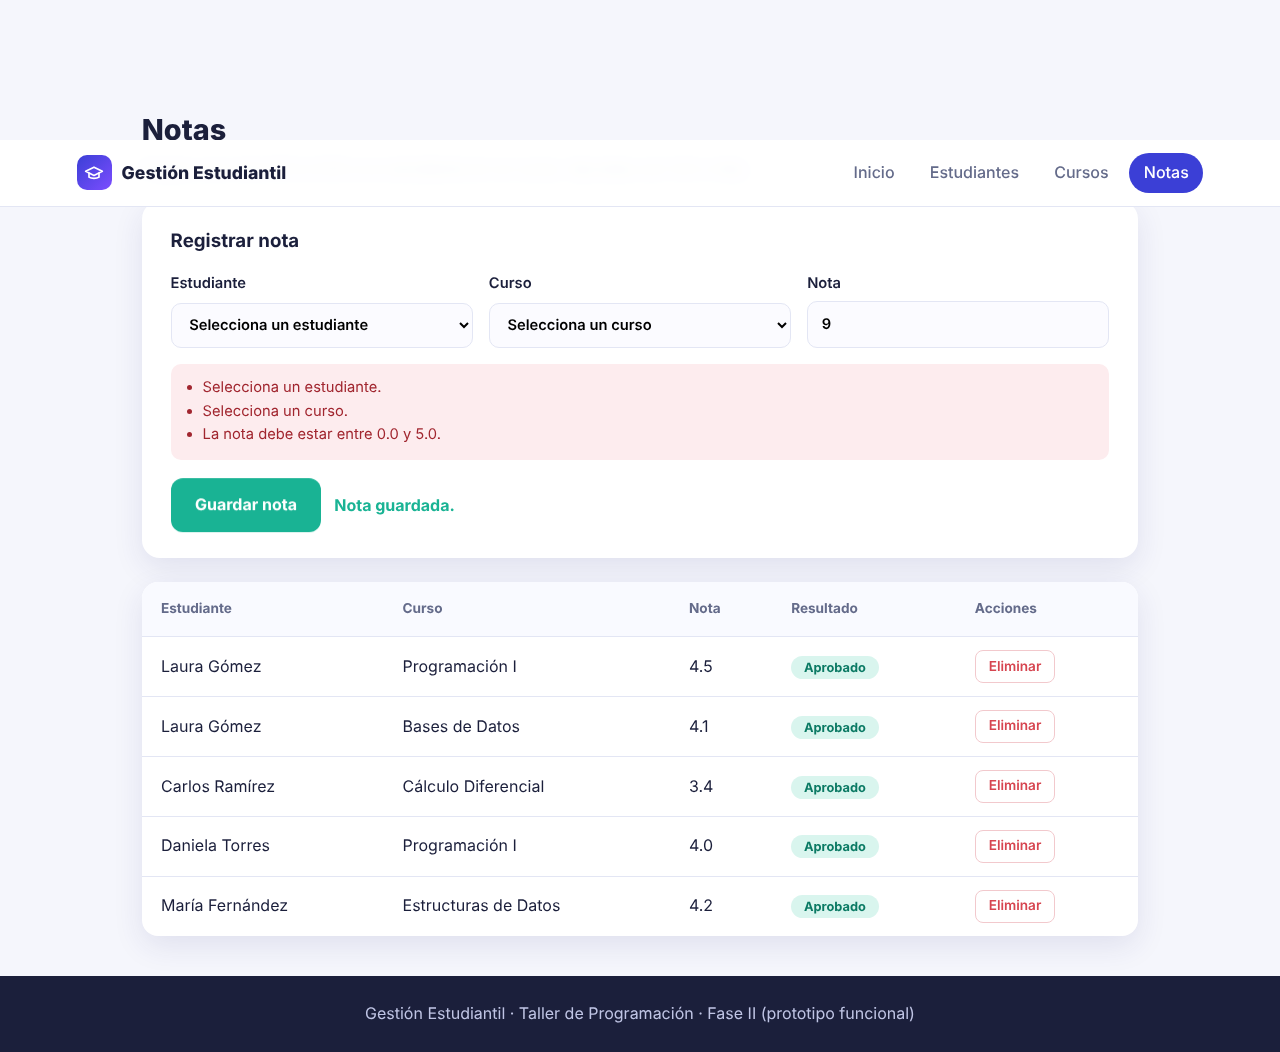 Notas
Gestión Estudiantil
Inicio
Estudiantes
Cursos
Notas
Registrar nota
Estudiante
Curso
Nota
Selecciona un estudiante
Selecciona un curso
9
Selecciona un estudiante.
Selecciona un curso.
La nota debe estar entre 0.0 y 5.0.
Guardar nota
Nota guardada.
Estudiante Curso Nota Resultado Acciones
Laura Gómez Programación I 4.5 Aprobado Eliminar
Laura Gómez Bases de Datos 4.1 Aprobado Eliminar
Carlos Ramírez Cálculo Diferencial 3.4 Aprobado Eliminar
Daniela Torres Programación I 4.0 Aprobado Eliminar
María Fernández Estructuras de Datos 4.2 Aprobado Eliminar
Gestión Estudiantil · Taller de Programación · Fase II (prototipo funcional)